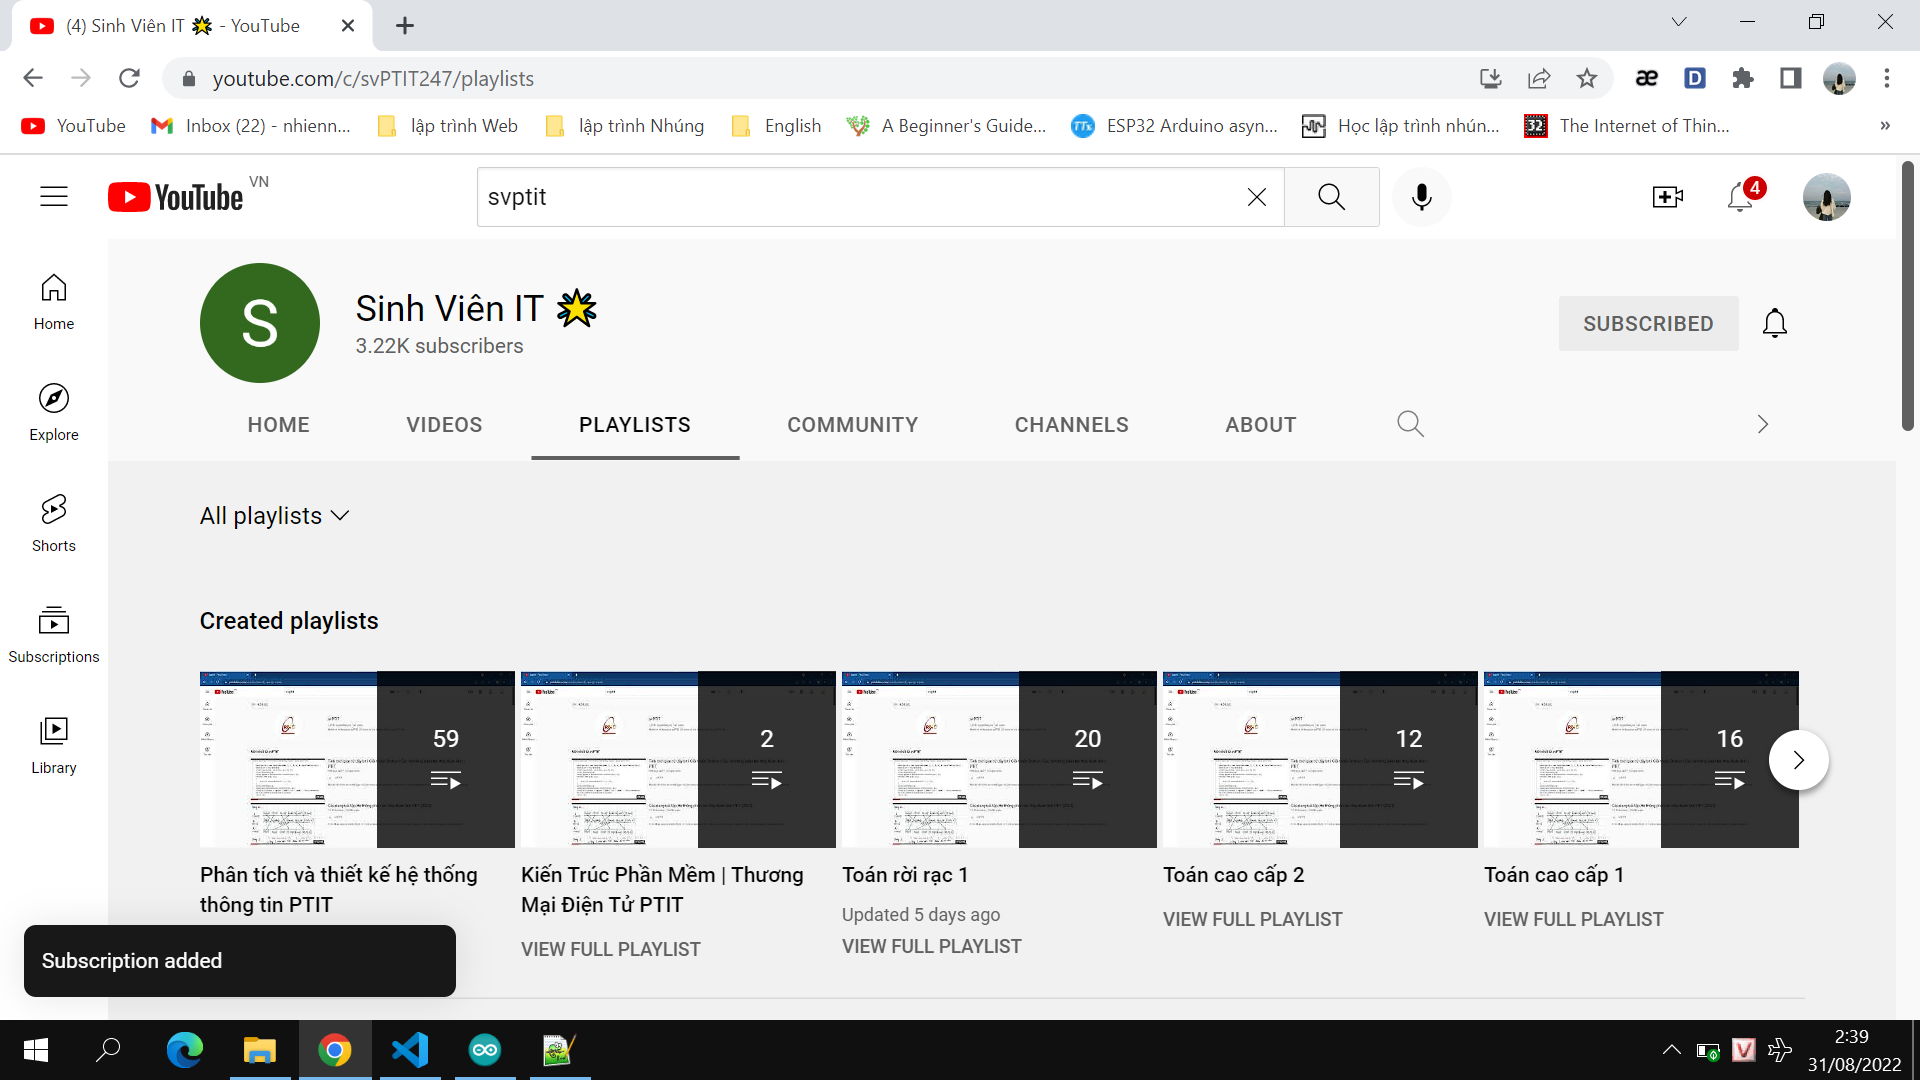 (4) Sinh Viên IT 🌟 - YouTube
youtube.com/c/svPTIT247/playlists
YouTube
Inbox (22) - nhienn...
lập trình Web
lập trình Nhúng
English
A Beginner's Guide...
ESP32 Arduino asyn...
Học lập trình nhún...
The Internet of Thin...
YouTube VN
svptit
4
Home
Explore
Shorts
Subscriptions
Library
S
Sinh Viên IT 🌟
3.22K subscribers
SUBSCRIBED
HOME
VIDEOS
PLAYLISTS
COMMUNITY
CHANNELS
ABOUT
All playlists
Created playlists
59
2
20
12
16
Phân tích và thiết kế hệ thống
thông tin PTIT
Kiến Trúc Phần Mềm | Thương
Mại Điện Tử PTIT
VIEW FULL PLAYLIST
Toán rời rạc 1
Updated 5 days ago
VIEW FULL PLAYLIST
Toán cao cấp 2
VIEW FULL PLAYLIST
Toán cao cấp 1
VIEW FULL PLAYLIST
Subscription added
2:39
31/08/2022